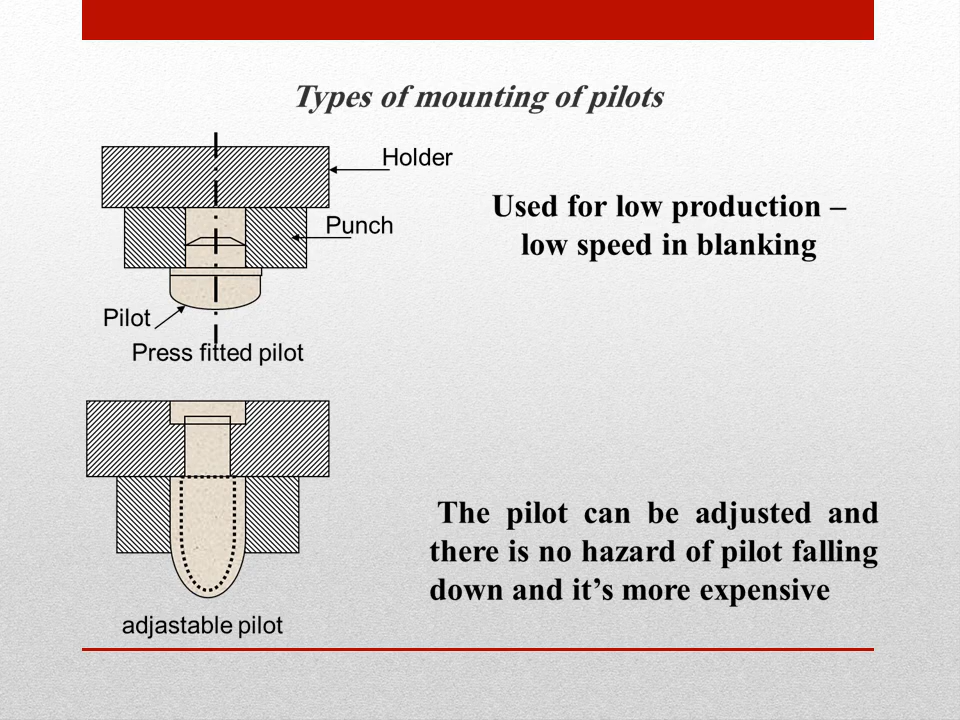 Types of mounting of pilots
Holder
Punch
Pilot
Press fitted pilot
Used for low production –
low speed in blanking
The pilot can be adjusted and
there is no hazard of pilot falling
down and it’s more expensive
adjastable pilot